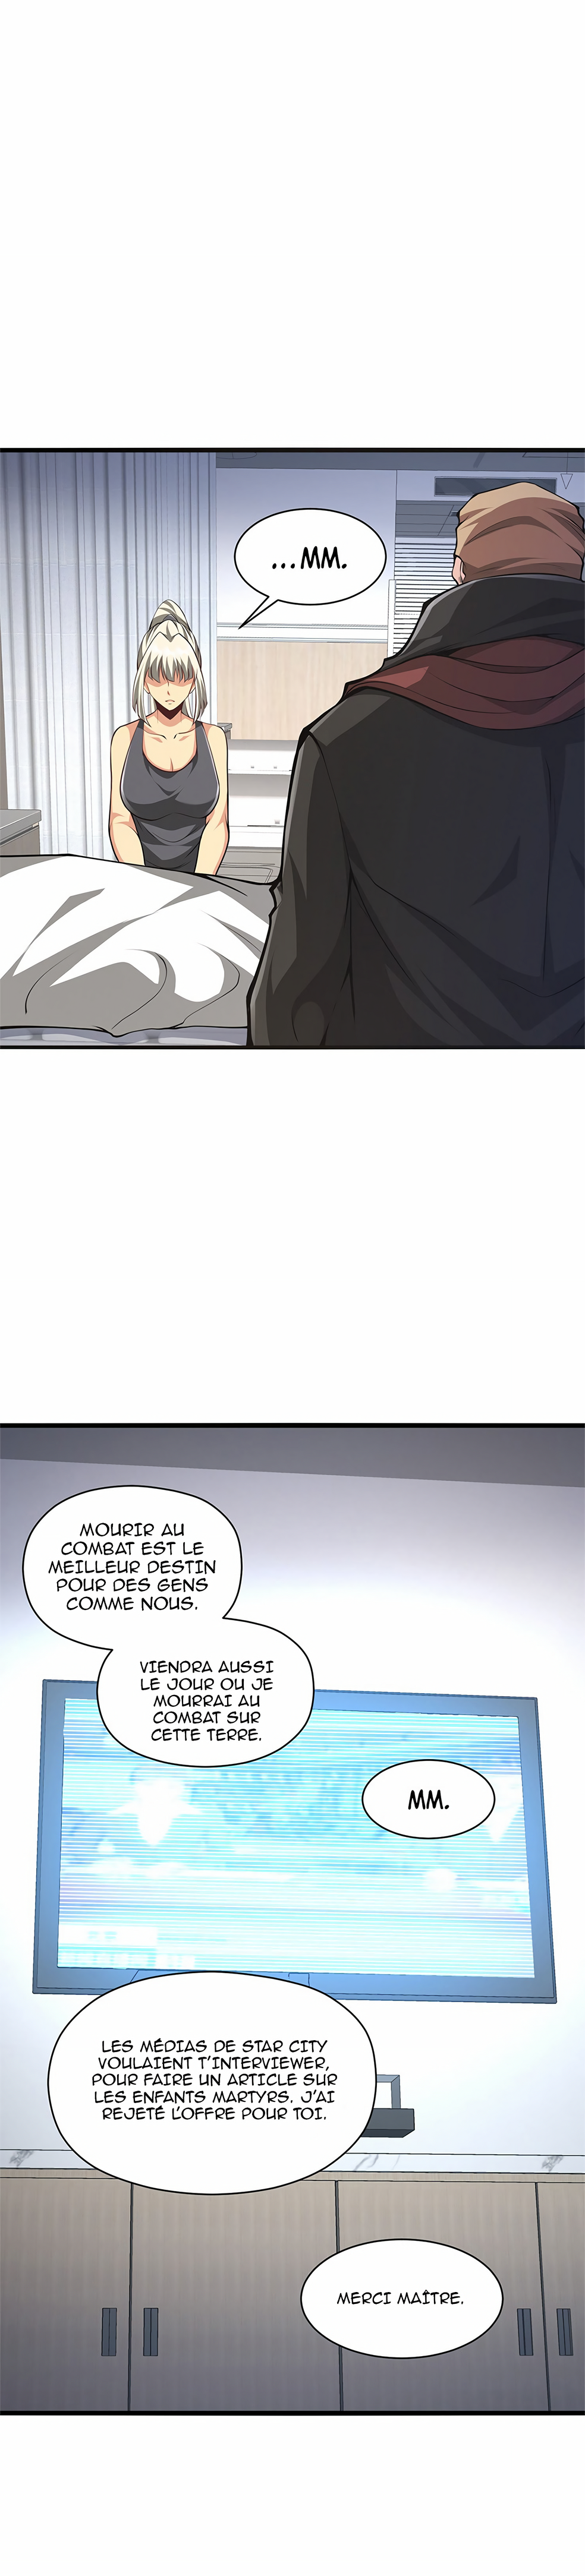 ...MM.
MOURIR AU
COMBAT EST LE
MEILLEUR DESTIN
POUR DES GENS
COMME NOUS.
VIENDRA AUSSI
LE JOUR OU JE
MOURRAI AU
COMBAT SUR
CETTE TERRE.
MM.
LES MÉDIAS DE STAR CITY
VOULAIENT T'INTERVIEWER,
POUR FAIRE UN ARTICLE SUR
LES ENFANTS MARTYRS. J'AI
REJETÉ L'OFFRE POUR TOI.
MERCI MAÎTRE.